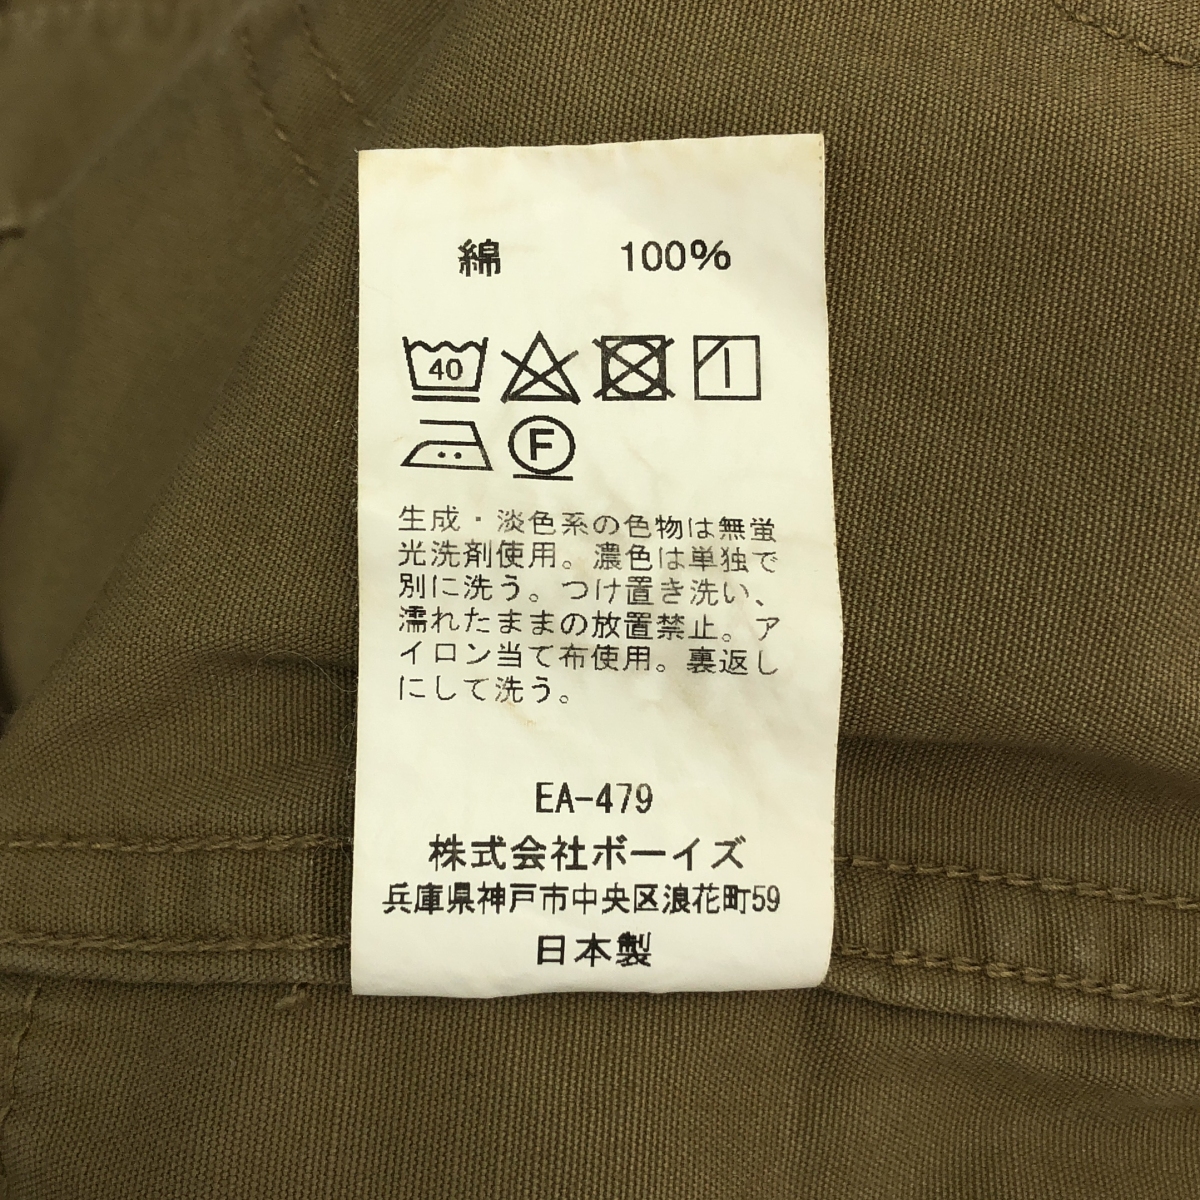 綿 100%
40
F
生成・淡色系の色物は無蛍
光洗剤使用。濃色は単独で
別に洗う。つけ置き洗い、
濡れたままの放置禁止。ア
イロン当て布使用。裏返し
にして洗う。
EA-479
株式会社ボーイズ
兵庫県神戸市中央区浪花町59
日本製